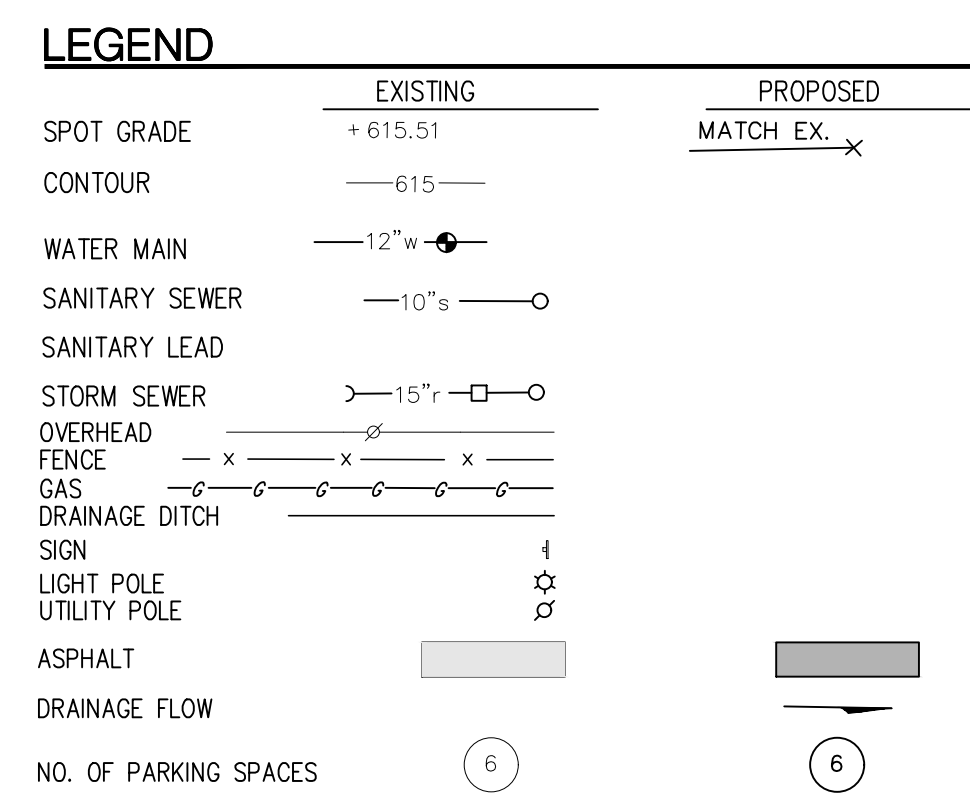 LEGEND
EXISTING PROPOSED
SPOT GRADE + 615.51 MATCH EX.
CONTOUR 615
WATER MAIN 12"w
SANITARY SEWER 10"s
SANITARY LEAD
STORM SEWER 15"r
OVERHEAD
FENCE x x x
GAS G G G G G G
DRAINAGE DITCH
SIGN
LIGHT POLE
UTILITY POLE
ASPHALT
DRAINAGE FLOW
NO. OF PARKING SPACES 6 6